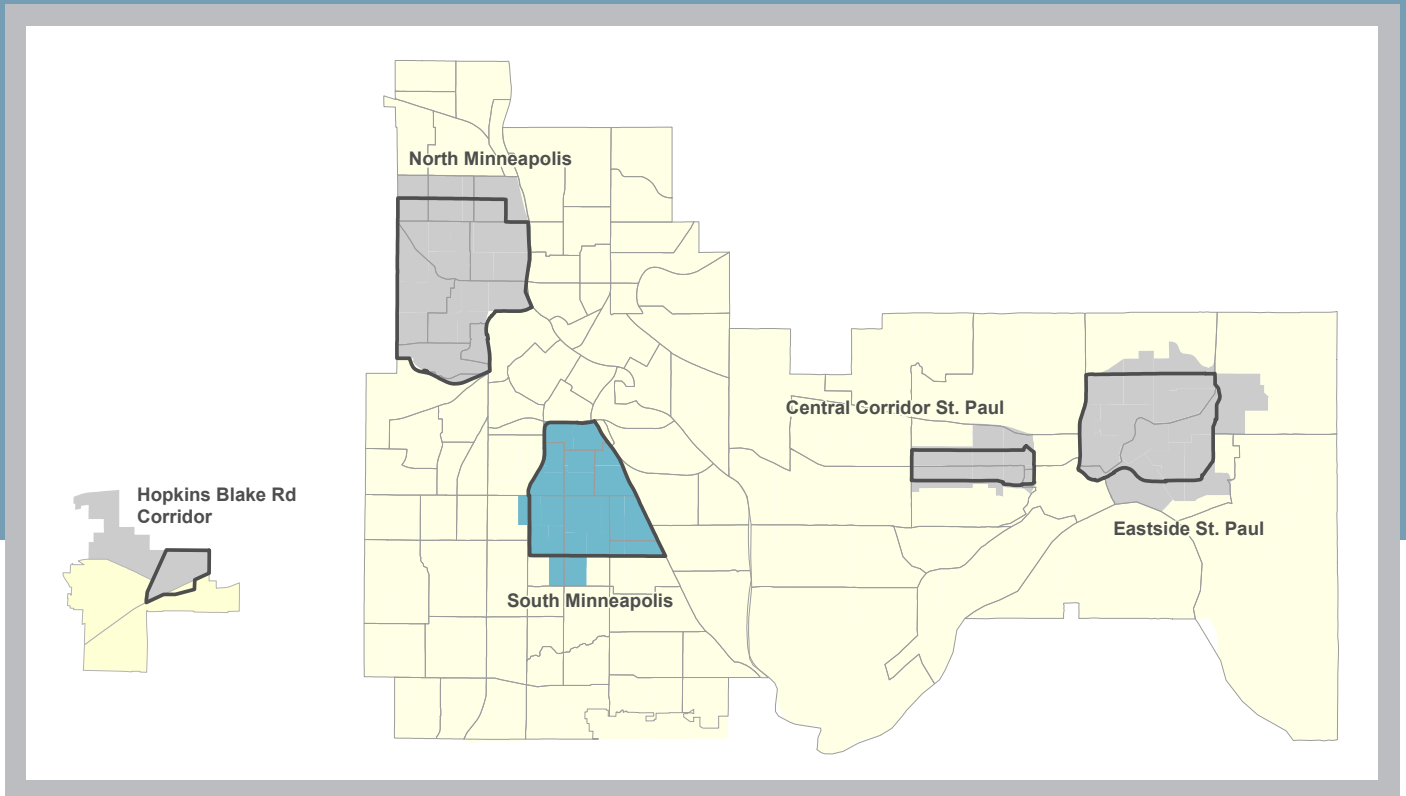 North Minneapolis
Central Corridor St. Paul
Hopkins Blake Rd
Corridor
Eastside St. Paul
South Minneapolis